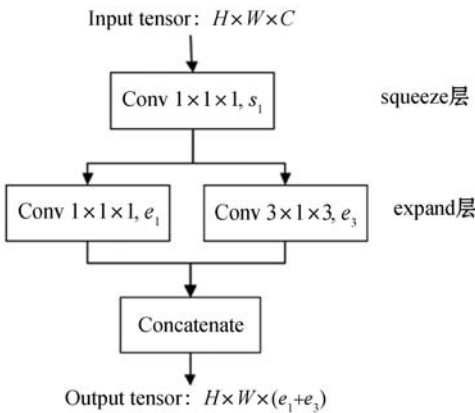 Input tensor: H×W×C
Conv 1×1×1, s₁
squeeze层
Conv 1×1×1, e₁
Conv 3×1×3, e₃
expand层
Concatenate
Output tensor: H×W×(e₁+e₃)